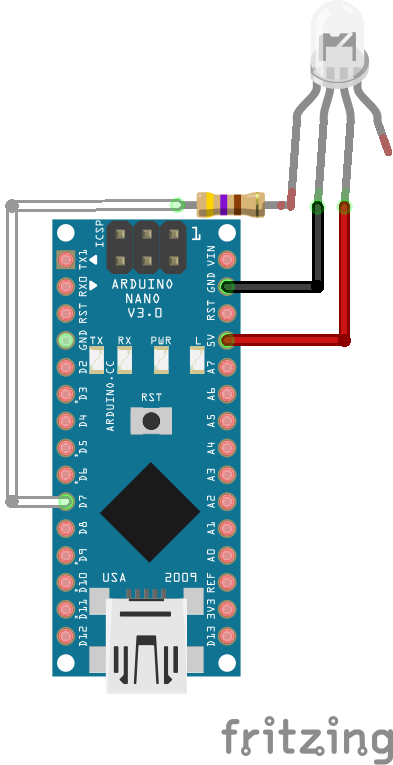 ICSP
1
TX1
RX0
RST
GND
D2
D3
D4
D5
D6
D7
D8
D9
D10
D11
D12
VIN
GND
RST
5V
A7
A6
A5
A4
A3
A2
A1
A0
REF
3V3
D13
ARDUINO
NANO
V3.0
TX RX PWR L
ARDUINO.CC
RST
USA 2009
fritzing